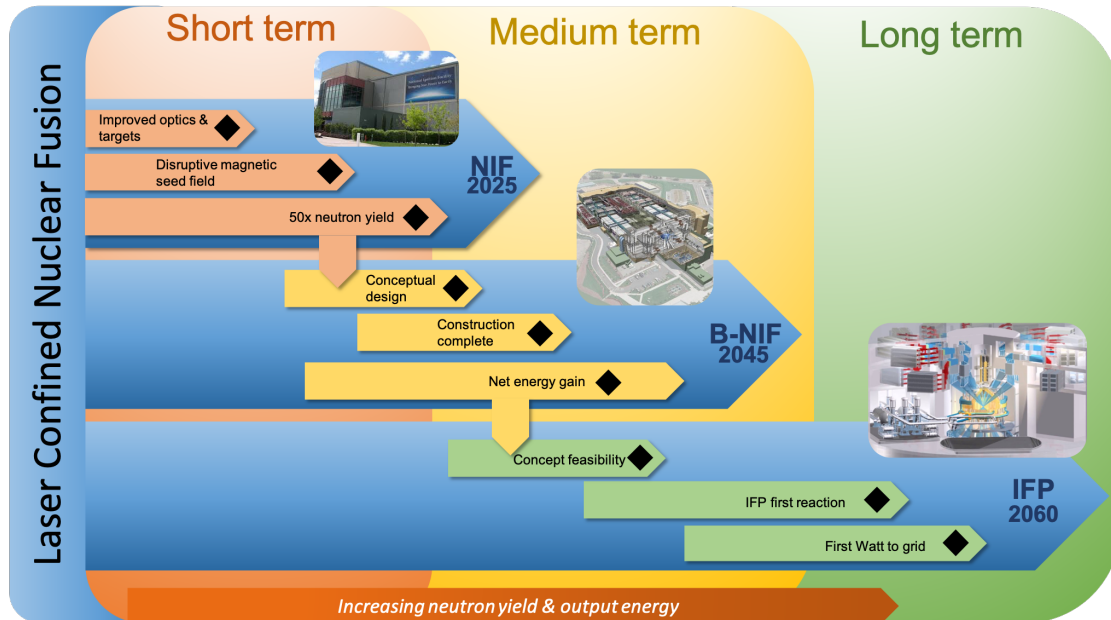 Laser Confined Nuclear Fusion
Short term
Medium term
Long term
Improved optics &
targets
Disruptive magnetic
seed field
50x neutron yield
NIF
2025
Conceptual
design
Construction
complete
Net energy gain
B-NIF
2045
Concept feasibility
IFP first reaction
First Watt to grid
IFP
2060
Increasing neutron yield & output energy